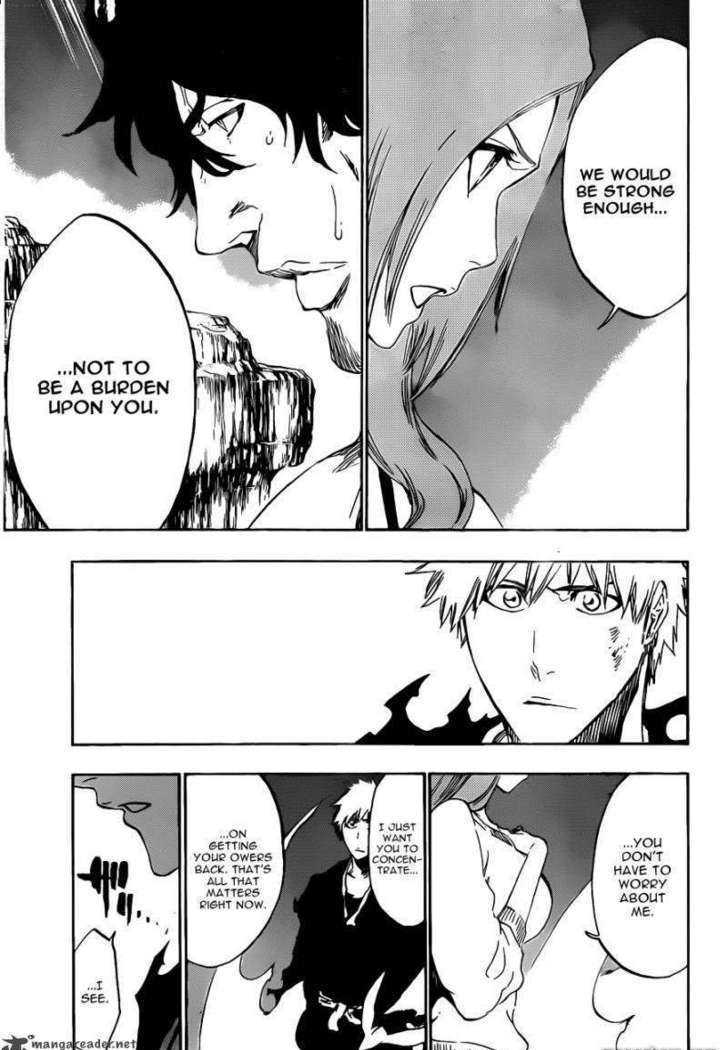 WE WOULD
BE STRONG
ENOUGH...
...NOT TO
BE A BURDEN
UPON YOU.
...YOU
DON'T
HAVE TO
WORRY
ABOUT
ME.
I JUST
WANT
YOU TO
CONCEN-
TRATE...
...ON
GETTING
YOUR OWERS
BACK. THAT'S
ALL THAT
MATTERS
RIGHT NOW.
...I
SEE.
mangareader.net